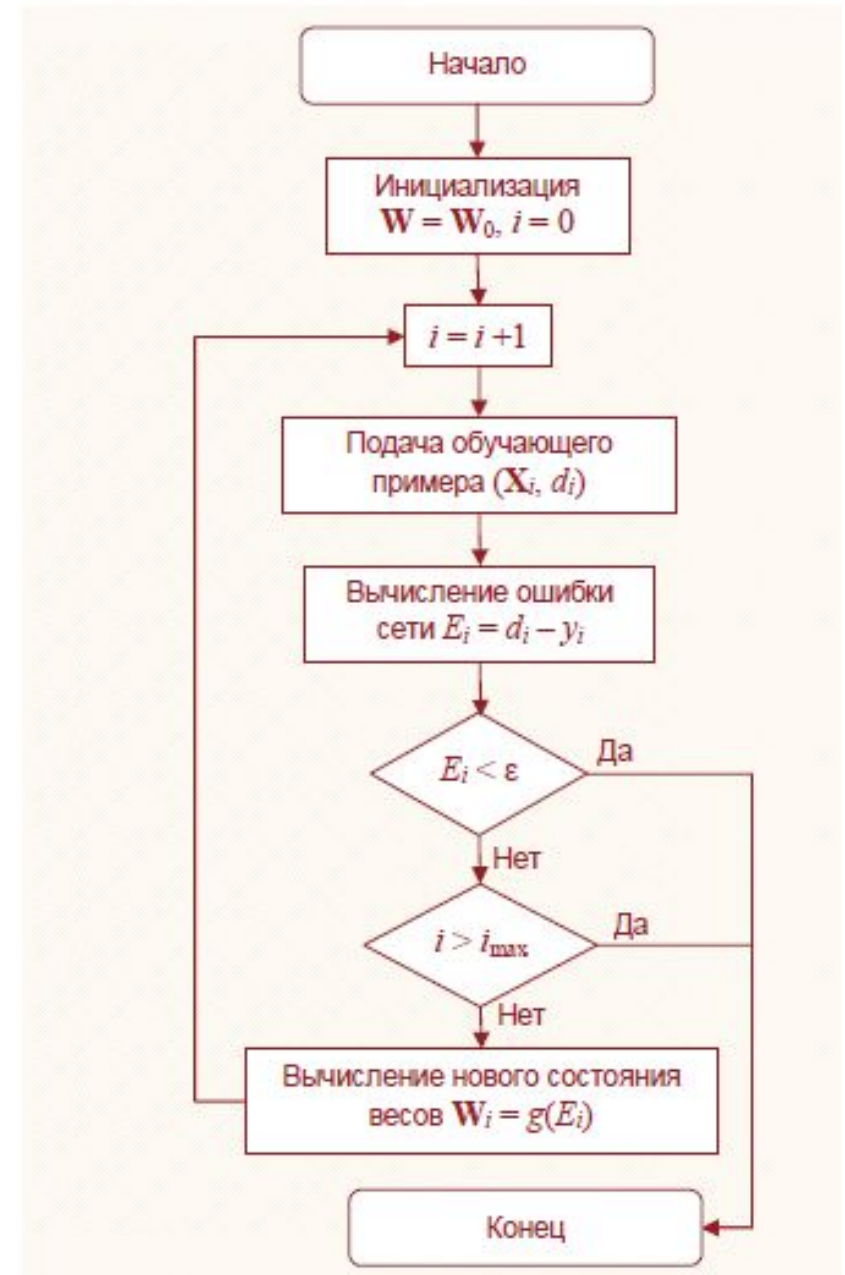 Начало
Инициализация
W = W₀, i = 0
i = i +1
Подача обучающего
примера (Xᵢ, dᵢ)
Вычисление ошибки
сети Eᵢ = dᵢ – yᵢ
Eᵢ < ε
Да
Нет
i > iₘₐₓ
Да
Нет
Вычисление нового состояния
весов Wᵢ = g(Eᵢ)
Конец